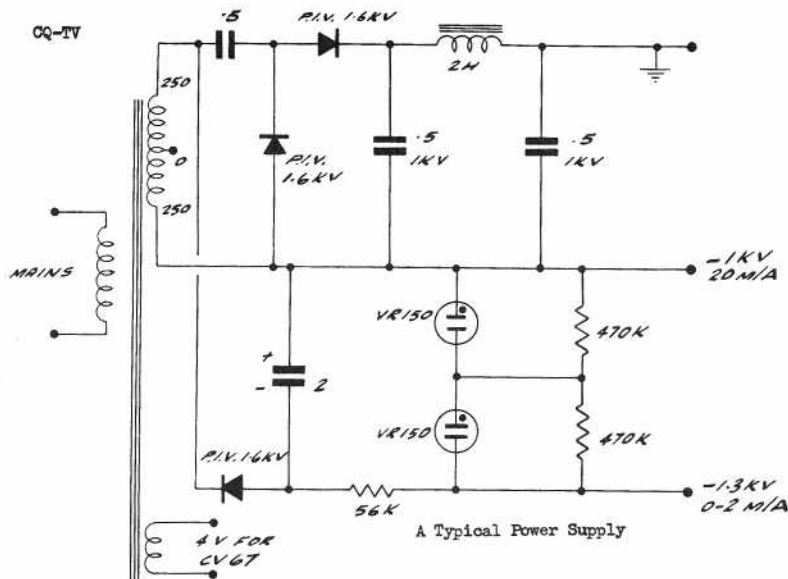 CQ-TV
.5
P.I.V. 1.6KV
2H
250
0
250
P.I.V.
1.6KV
.5
1KV
.5
1KV
MAINS
-1KV
20 M/A
VR150
470K
+
-
2
VR150
470K
P.I.V. 1.6KV
56K
-1.3KV
0-2 M/A
4V FOR
CV67
A Typical Power Supply